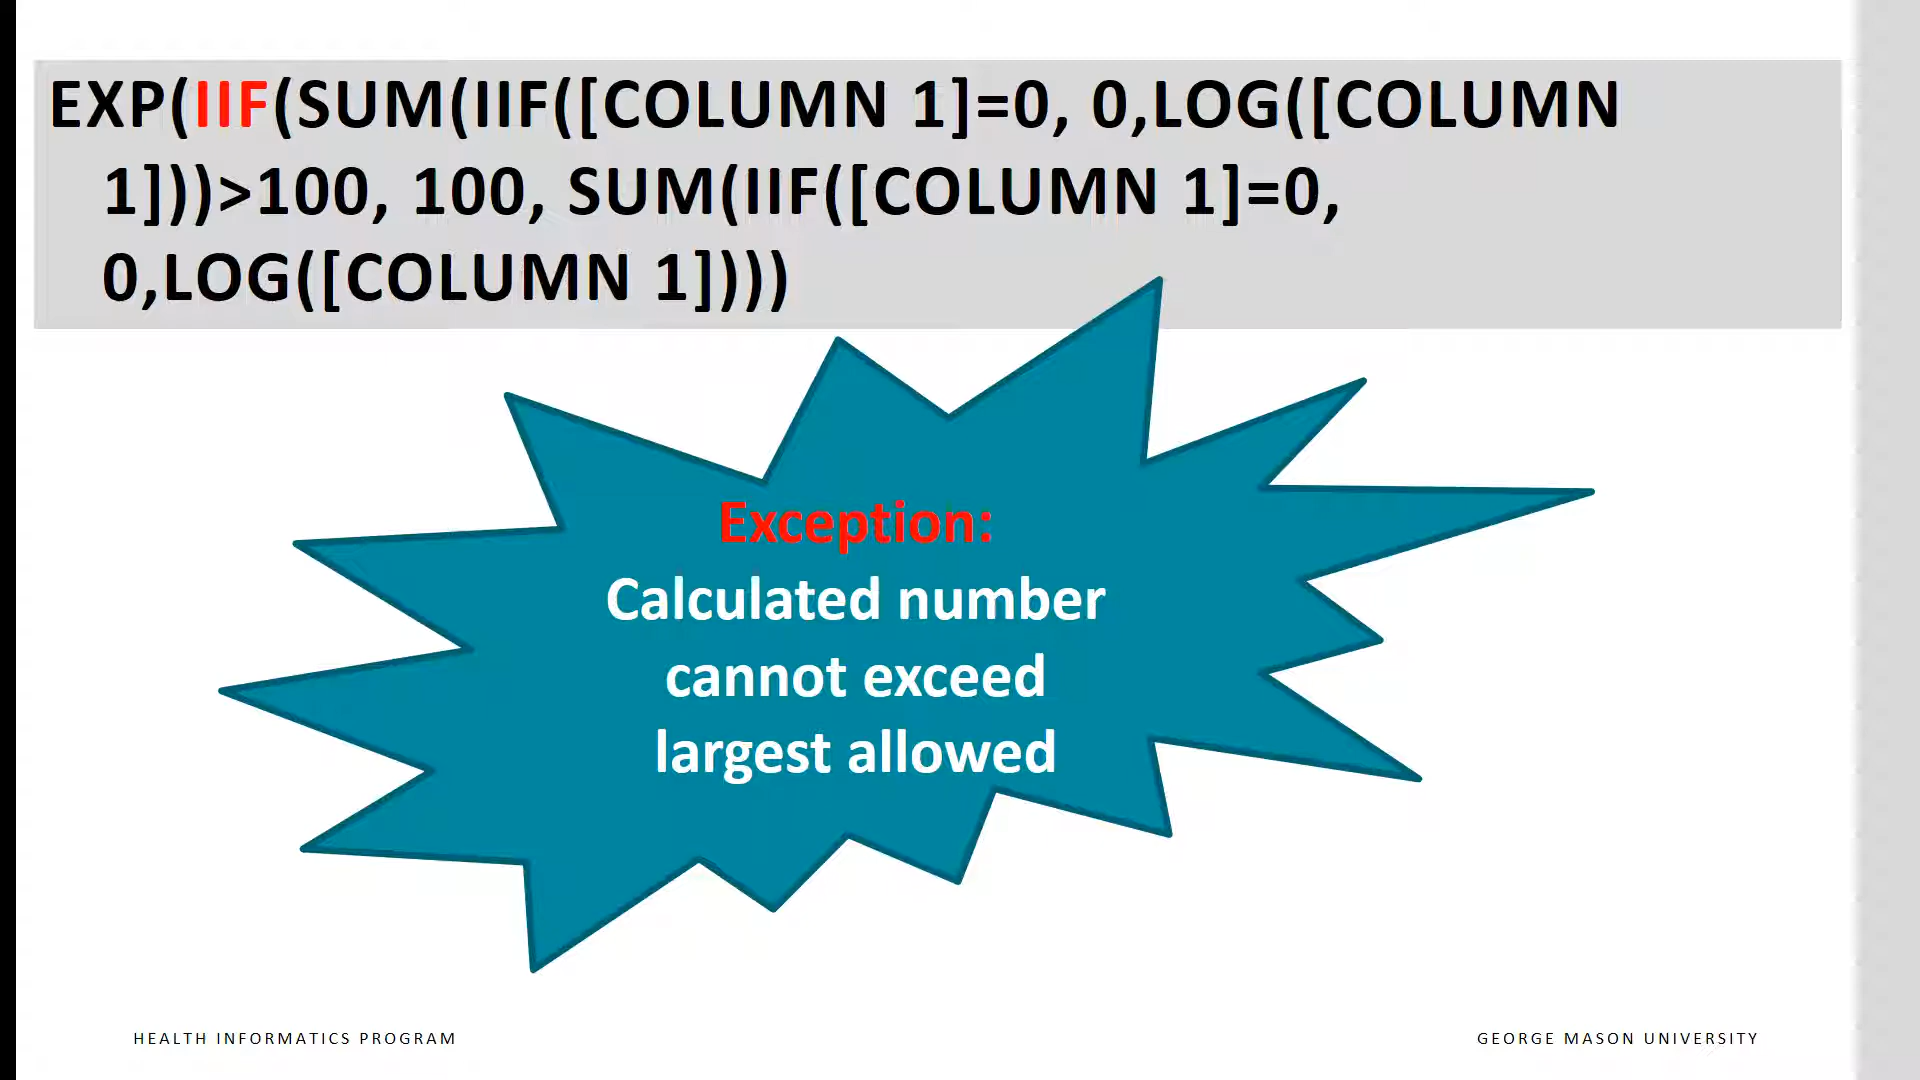 EXP(IIF(SUM(IIF([COLUMN 1]=0, 0,LOG([COLUMN
1]))>100, 100, SUM(IIF([COLUMN 1]=0,
0,LOG([COLUMN 1])))
Exception:
Calculated number
cannot exceed
largest allowed
HEALTH INFORMATICS PROGRAM
GEORGE MASON UNIVERSITY